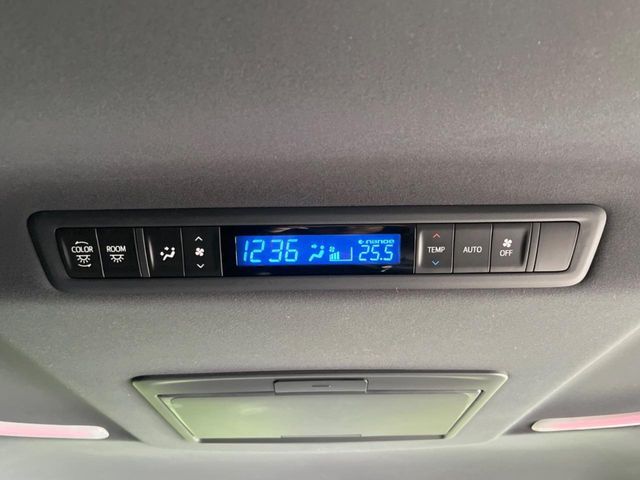 COLOR
ROOM
12:36
nanoe
25.5
TEMP
AUTO
OFF